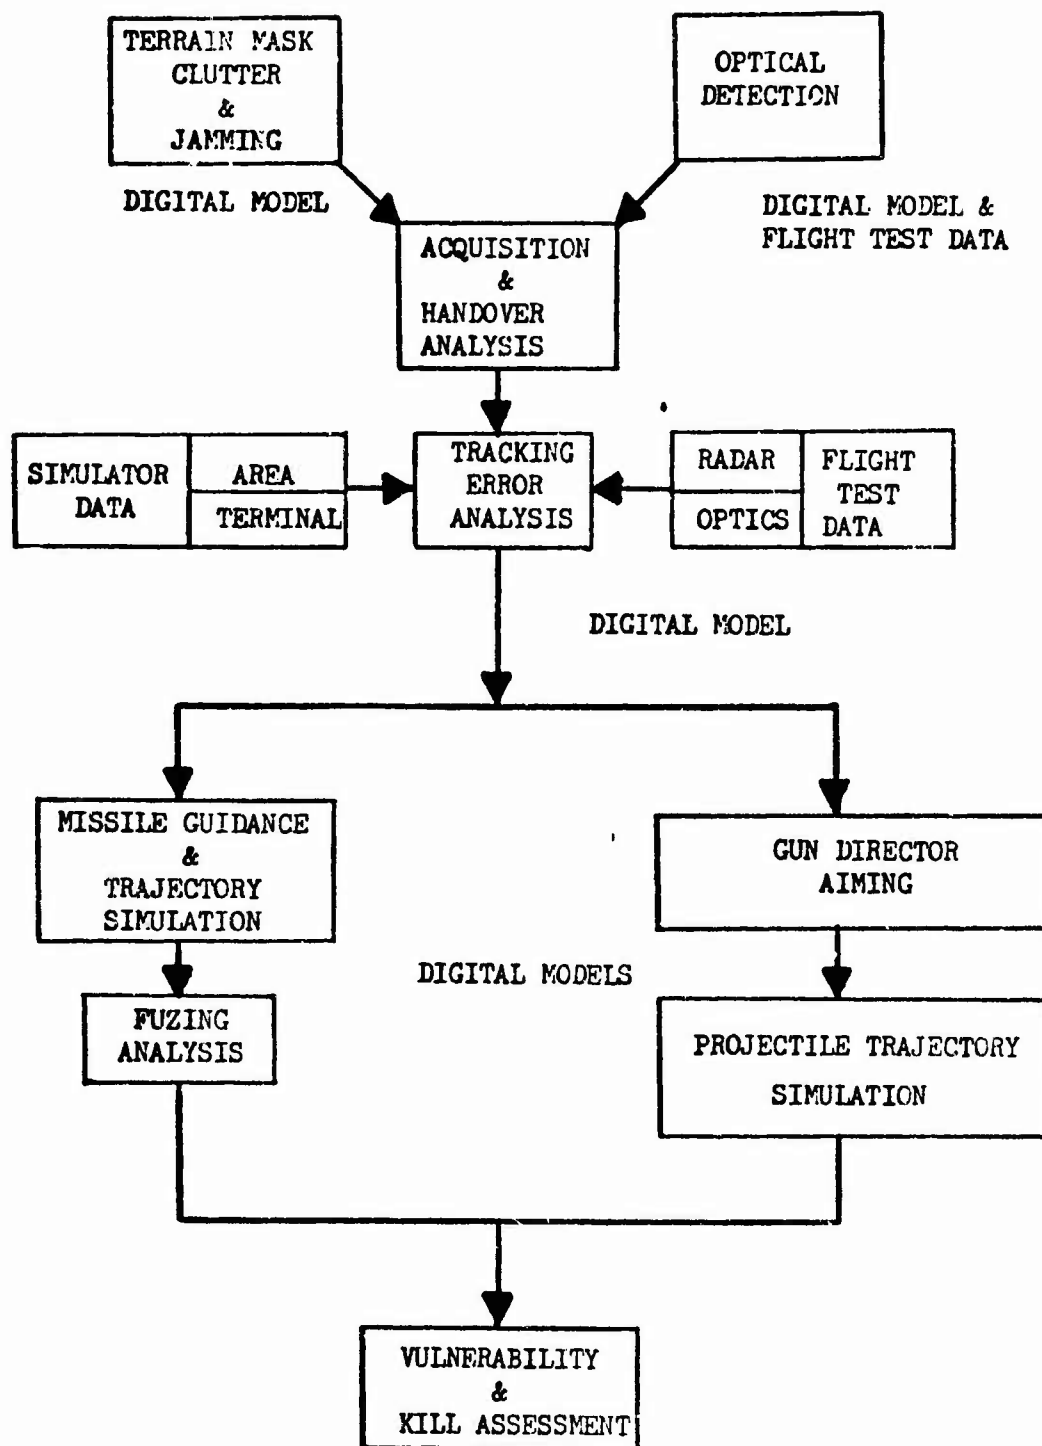 TERRAIN MASK
CLUTTER
&
JAMMING
OPTICAL
DETECTION
DIGITAL MODEL
DIGITAL MODEL &
FLIGHT TEST DATA
ACQUISITION
&
HANDOVER
ANALYSIS
SIMULATOR
DATA
AREA
TERMINAL
TRACKING
ERROR
ANALYSIS
RADAR
OPTICS
FLIGHT
TEST
DATA
DIGITAL MODEL
MISSILE GUIDANCE
&
TRAJECTORY
SIMULATION
GUN DIRECTOR
AIMING
DIGITAL MODELS
FUZING
ANALYSIS
PROJECTILE TRAJECTORY
SIMULATION
VULNERABILITY
&
KILL ASSESSMENT